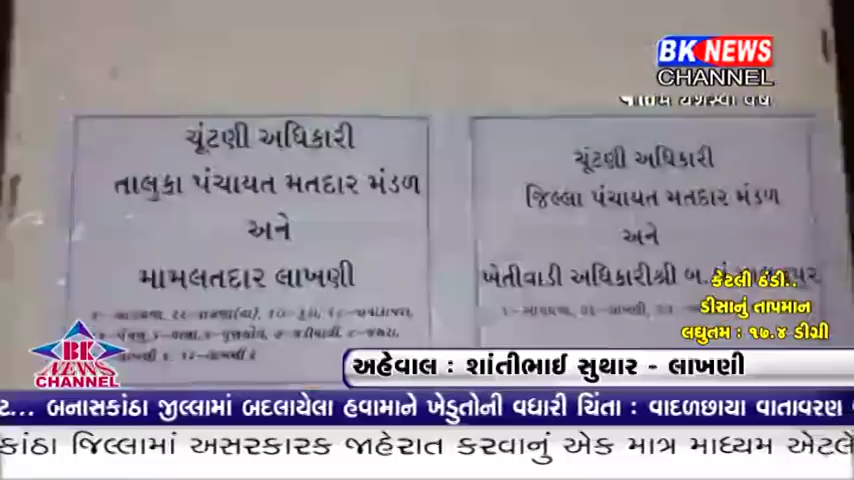 BK NEWS
CHANNEL
ચૂંટણી અધિકારી
તાલુકા પંચાયત મતદાર મંડળ
અને
મામલતદાર લાખણી
ચૂંટણી અધિકારી
જિલ્લા પંચાયત મતદાર મંડળ
અને
ખેતીવાડી અધિકારીશ્રી બ.
કેટલી ઠંડી..
ડીસાનું તાપમાન
લઘુતમ : ૧૭.૪ ડીગ્રી
BK
NEWS
CHANNEL
અહેવાલ : શાંતીભાઈ સુથાર - લાખણી
ટ... બનાસકાંઠા જીલ્લામાં બદલાયેલા હવામાને ખેડુતોની વધારી ચિંતા : વાદળછાયા વાતાવરણ
કાંઠા જિલ્લામાં અસરકારક જાહેરાત કરવાનું એક માત્ર માધ્યમ એટલે